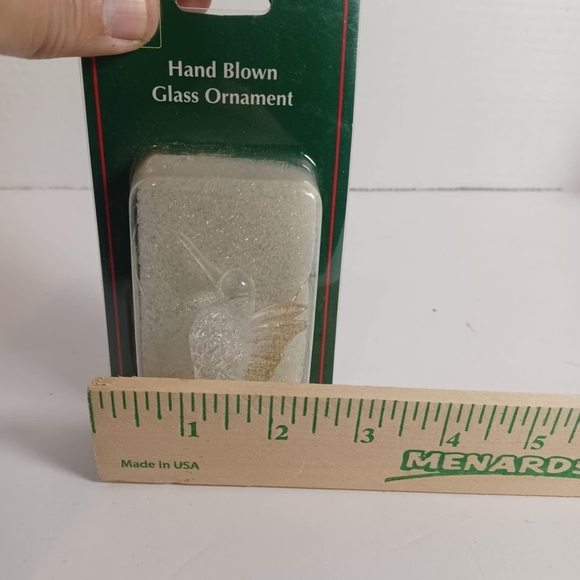 Hand Blown
Glass Ornament
1 2 3 4 5
Made In USA
MENARDS